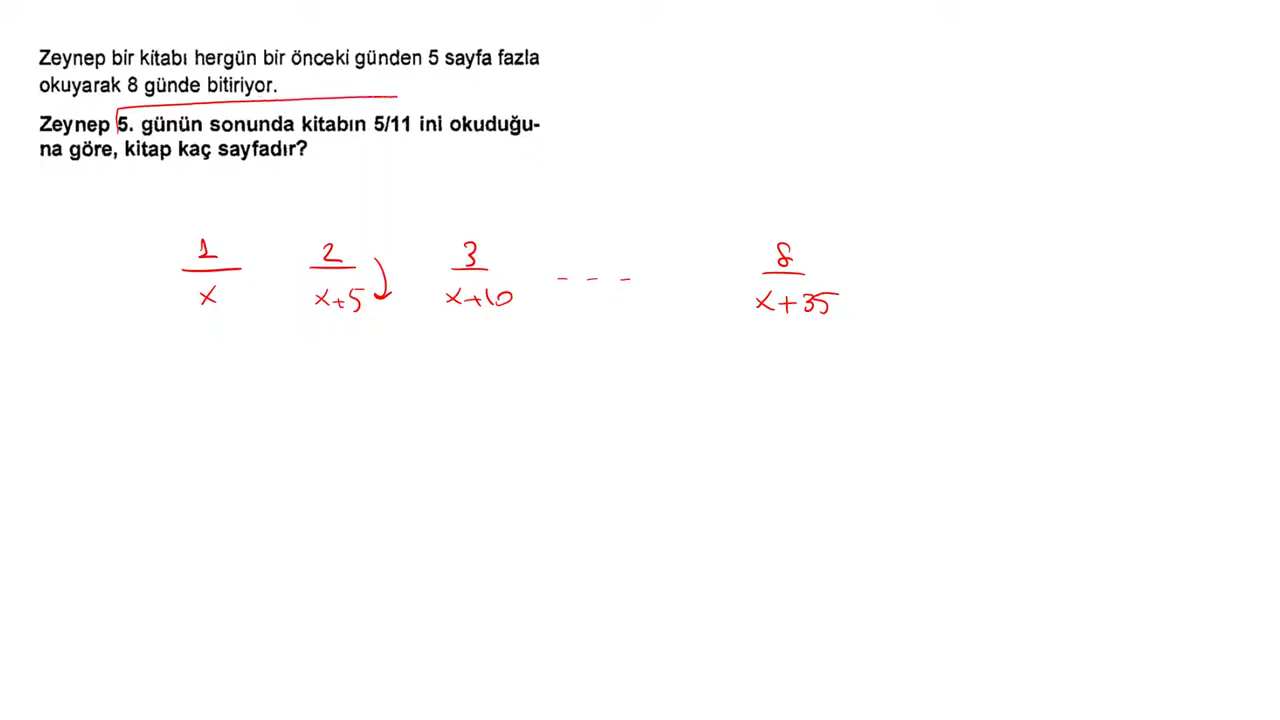 Zeynep bir kitabı hergün bir önceki günden 5 sayfa fazla
okuyarak 8 günde bitiriyor.
Zeynep 5. günün sonunda kitabın 5/11 ini okuduğu-
na göre, kitap kaç sayfadır?
1 2 3 - - - 8
x x+5 x+10 x+35